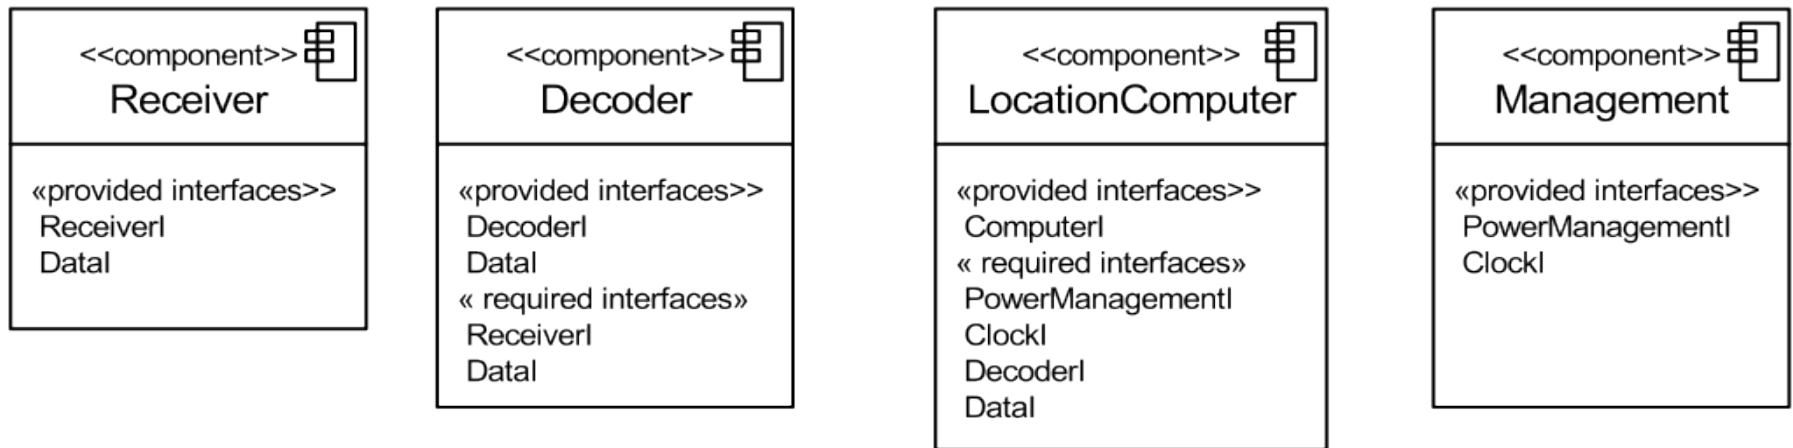 <<component>>
Receiver
«provided interfaces>>
ReceiverI
DataI
<<component>>
Decoder
«provided interfaces>>
DecoderI
DataI
« required interfaces»
ReceiverI
DataI
<<component>>
LocationComputer
«provided interfaces>>
ComputerI
« required interfaces»
PowerManagementI
ClockI
DecoderI
DataI
<<component>>
Management
«provided interfaces>>
PowerManagementI
ClockI